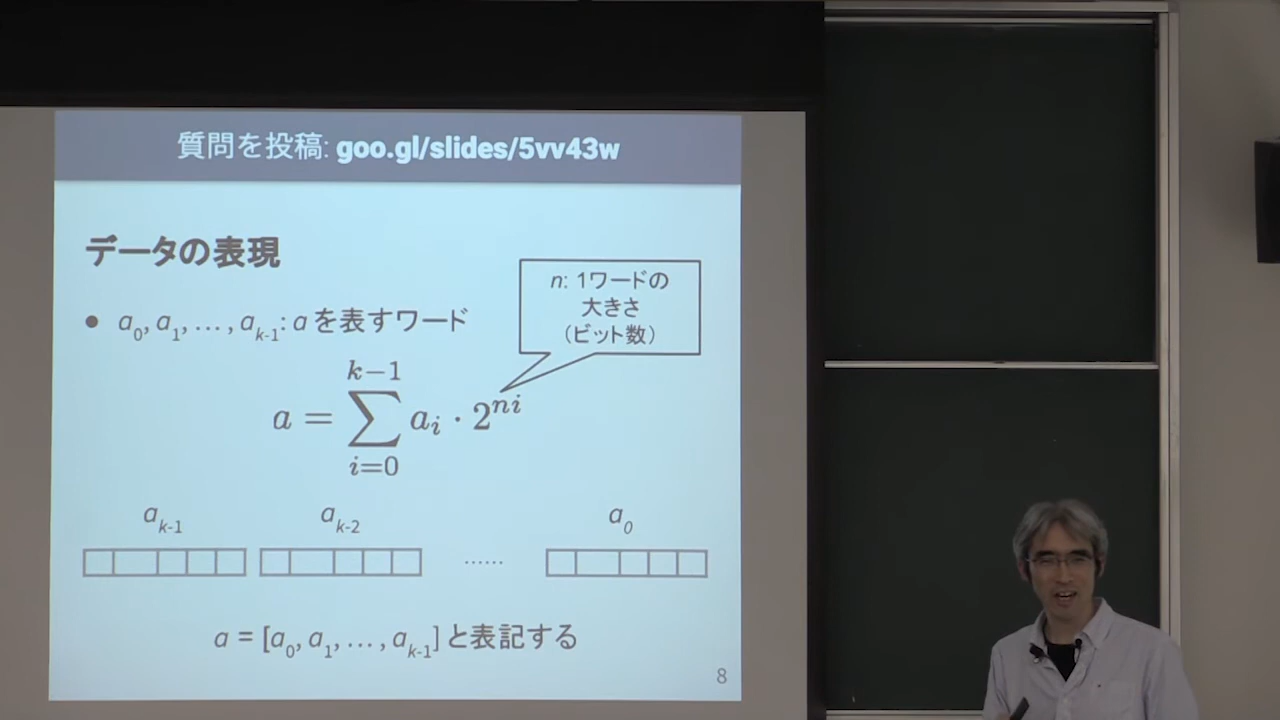 質問を投稿: goo.gl/slides/5vv43w
データの表現
n: 1ワードの
大きさ
（ビット数）
● a0, a1, … , ak-1: a を表すワード
a = ∑_{i=0}^{k−1} ai · 2^{ni}
ak-1 ak-2 a0
……
a = [a0, a1, … , ak-1] と表記する
8